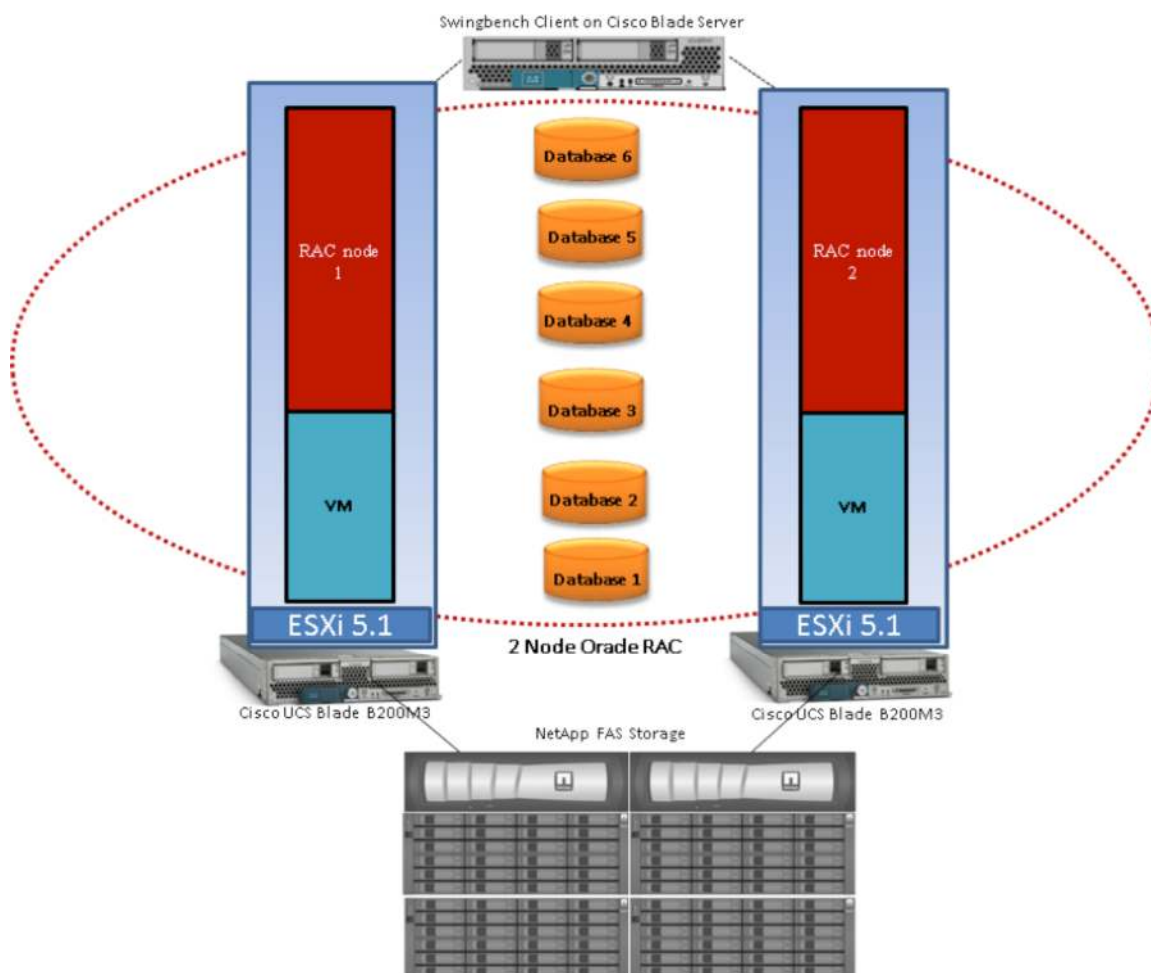 Swingbench Client on Cisco Blade Server
Database 6
RAC node
1
Database 5
RAC node
2
Database 4
Database 3
VM
Database 2
VM
Database 1
ESXi 5.1
ESXi 5.1
2 Node Oracle RAC
Cisco UCS Blade B200M3
Cisco UCS Blade B200M3
NetApp FAS Storage